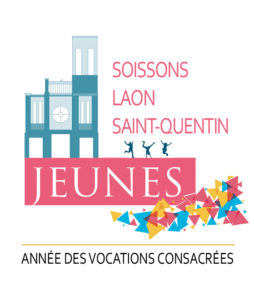 SOISSONS
LAON
SAINT-QUENTIN
JEUNES
ANNÉE DES VOCATIONS CONSACRÉES